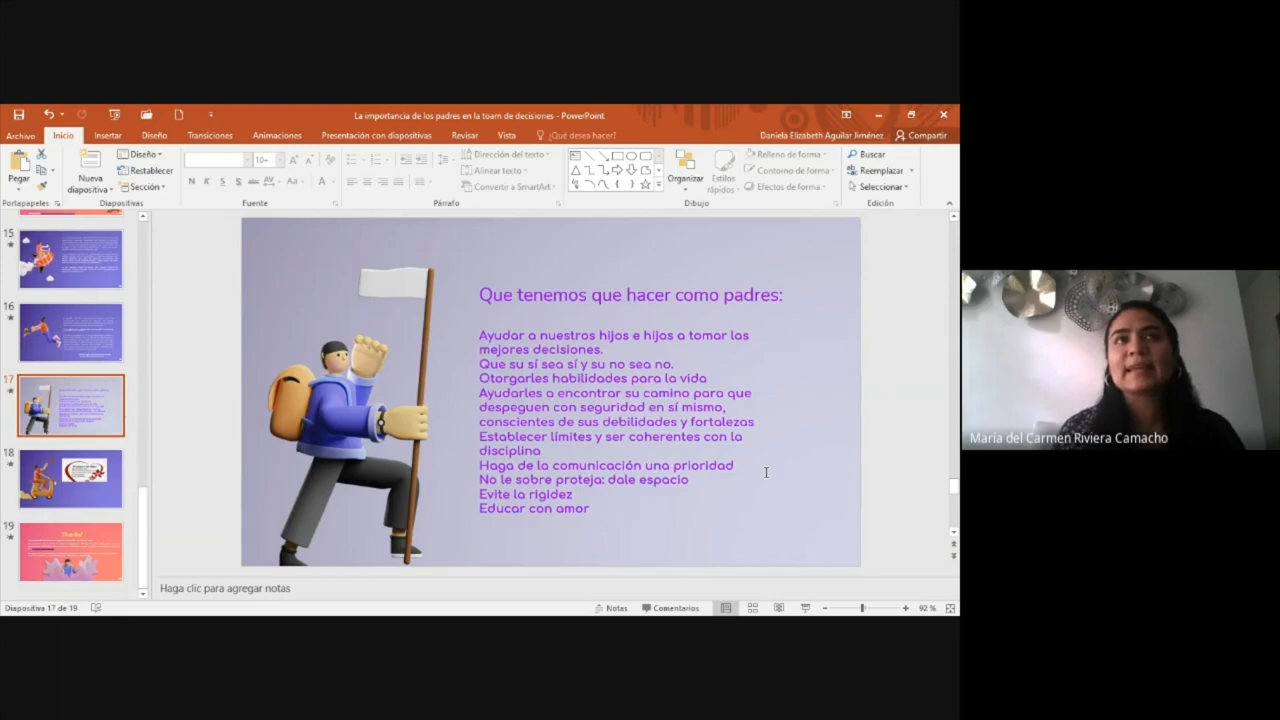 La importancia de los padres en la toam de decisiones - PowerPoint
Archivo
Inicio
Insertar
Diseño
Transiciones
Animaciones
Presentación con diapositivas
Revisar
Vista
¿Qué desea hacer?
Daniela Elizabeth Aguilar Jiménez
Compartir
Pegar
Nueva
diapositiva
Diseño
Restablecer
Sección
10+
N K S S abc AV Aa A
Dirección del texto
Alinear texto
Convertir a SmartArt
Organizar
Estilos
rápidos
Relleno de forma
Contorno de forma
Efectos de forma
Buscar
Reemplazar
Seleccionar
Portapapeles
Diapositivas
Fuente
Párrafo
Dibujo
Edición
15
16
17
18
19
Thanks!
Que tenemos que hacer como padres:
Ayudar a nuestros hijos e hijas a tomar las
mejores decisiones.
Que su sí sea sí y su no sea no.
Otorgarles habilidades para la vida
Ayudarles a encontrar su camino para que
despeguen con seguridad en sí mismo,
conscientes de sus debilidades y fortalezas
Establecer límites y ser coherentes con la
disciplina
Haga de la comunicación una prioridad
No le sobre proteja: dale espacio
Evite la rigidez
Educar con amor
Haga clic para agregar notas
Diapositiva 17 de 19
Notas
Comentarios
92 %
María del Carmen Riviera Camacho